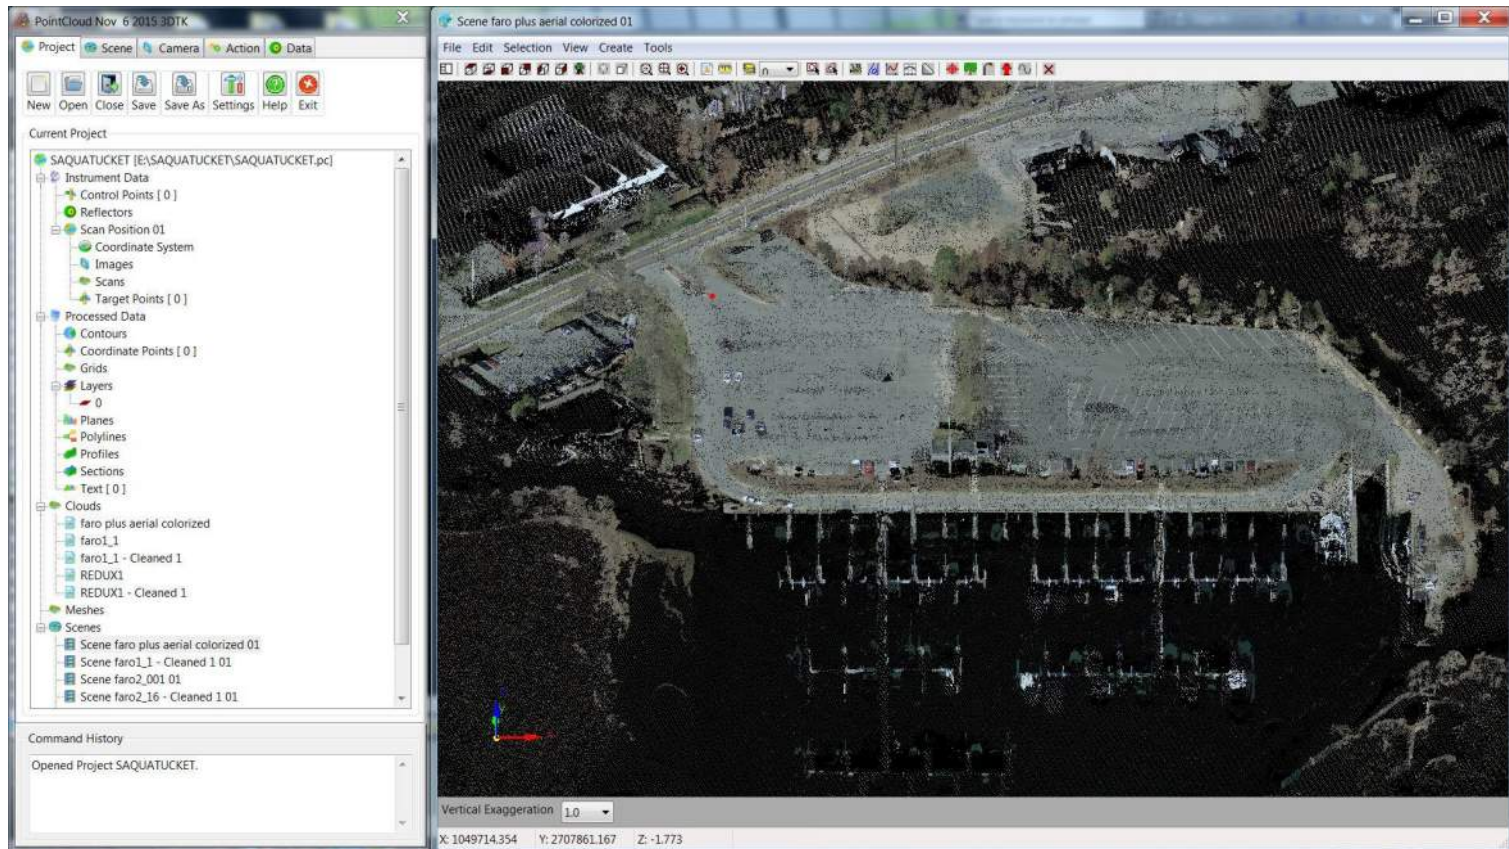 PointCloud Nov 6 2015 3DTK
Project Scene Camera Action Data
New Open Close Save Save As Settings Help Exit
Current Project
SAQUATUCKET [E:\SAQUATUCKET\SAQUATUCKET.pc]
Instrument Data
Control Points [ 0 ]
Reflectors
Scan Position 01
Coordinate System
Images
Scans
Target Points [ 0 ]
Processed Data
Contours
Coordinate Points [ 0 ]
Grids
Layers
0
Planes
Polylines
Profiles
Sections
Text [ 0 ]
Clouds
faro plus aerial colorized
faro1_1
faro1_1 - Cleaned 1
REDUX1
REDUX1 - Cleaned 1
Meshes
Scenes
Scene faro plus aerial colorized 01
Scene faro1_1 - Cleaned 1 01
Scene faro2_001 01
Scene faro2_16 - Cleaned 1 01
Command History
Opened Project SAQUATUCKET.
Scene faro plus aerial colorized 01
File Edit Selection View Create Tools
Vertical Exaggeration 1.0
X: 1049714.354 Y: 2707861.167 Z: -1.773